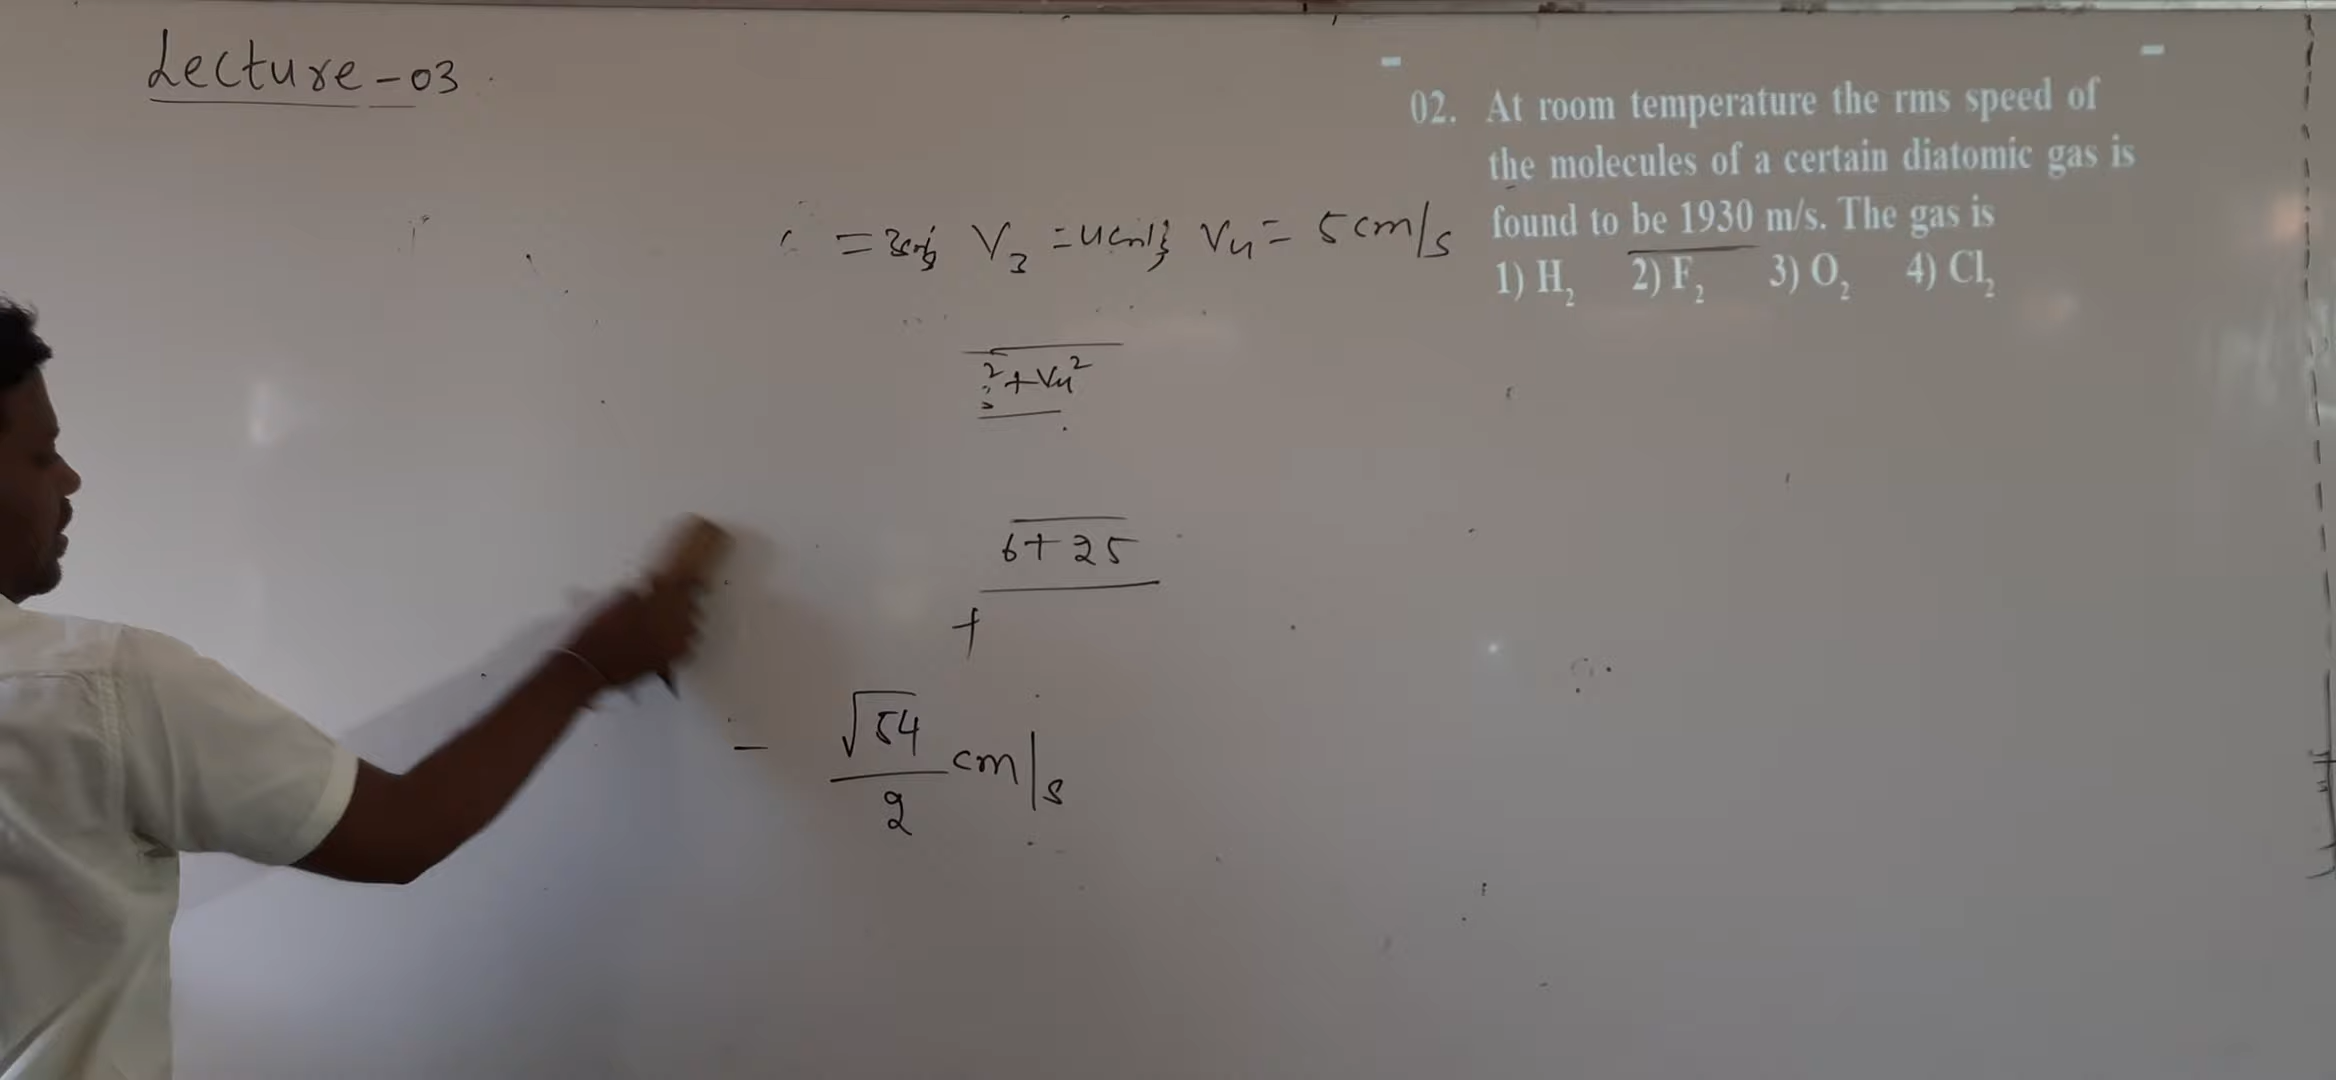 Lecture-03
02. At room temperature the rms speed of
the molecules of a certain diatomic gas is
found to be 1930 m/s. The gas is
1) H₂ 2) F₂ 3) O₂ 4) Cl₂
V₃ = 4cm/s V₄ = 5cm/s
² + V₄²
6 + 25
√54
2 cm/s